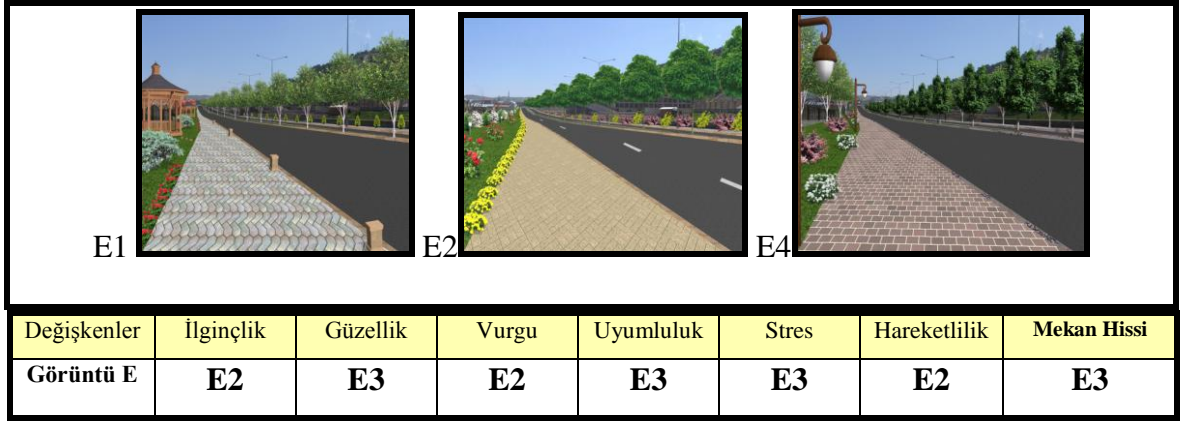 E1 E2 E4
Değişkenler İlginçlik Güzellik Vurgu Uyumluluk Stres Hareketlilik Mekan Hissi
Görüntü E E2 E3 E2 E3 E3 E2 E3